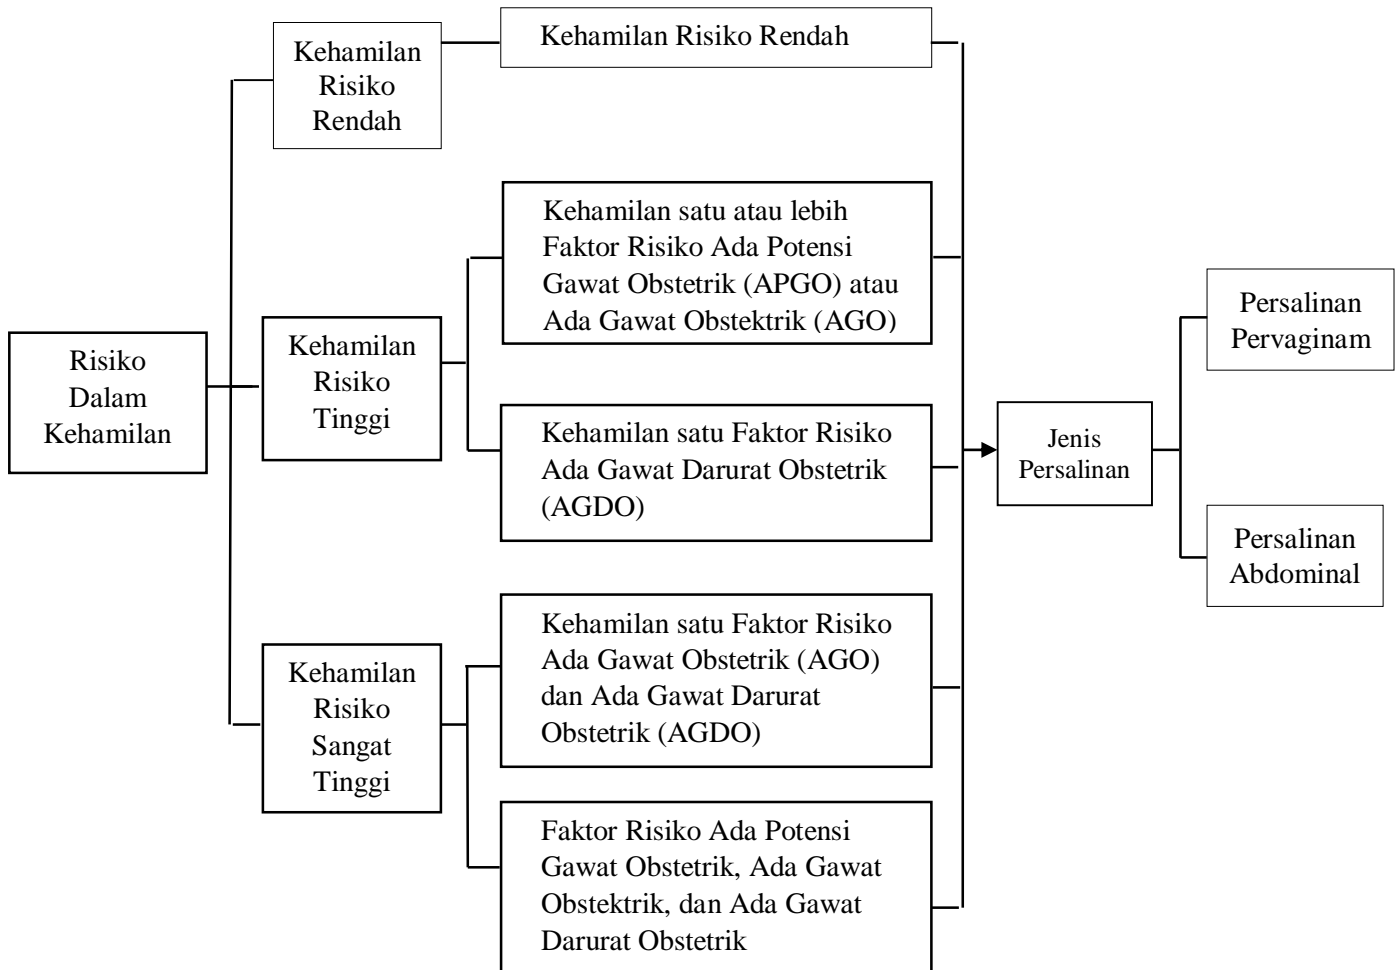 Kehamilan
Risiko
Rendah
Kehamilan Risiko Rendah
Kehamilan satu atau lebih
Faktor Risiko Ada Potensi
Gawat Obstetrik (APGO) atau
Ada Gawat Obstektrik (AGO)
Risiko
Dalam
Kehamilan
Kehamilan
Risiko
Tinggi
Kehamilan satu Faktor Risiko
Ada Gawat Darurat Obstetrik
(AGDO)
Jenis
Persalinan
Persalinan
Pervaginam
Persalinan
Abdominal
Kehamilan
Risiko
Sangat
Tinggi
Kehamilan satu Faktor Risiko
Ada Gawat Obstetrik (AGO)
dan Ada Gawat Darurat
Obstetrik (AGDO)
Faktor Risiko Ada Potensi
Gawat Obstetrik, Ada Gawat
Obstektrik, dan Ada Gawat
Darurat Obstetrik